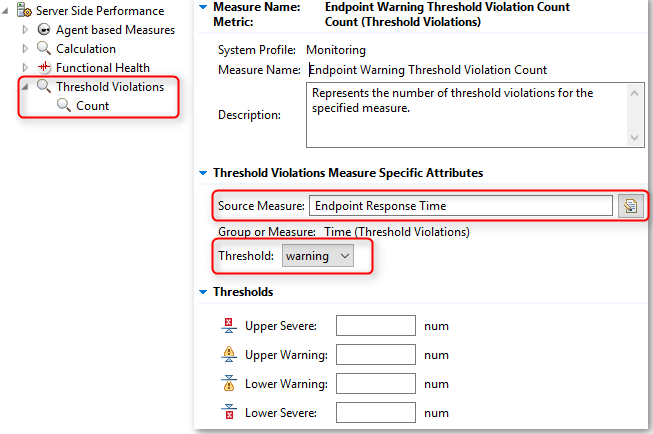 Server Side Performance
Agent based Measures
Calculation
Functional Health
Threshold Violations
Count
Measure Name: Endpoint Warning Threshold Violation Count
Metric: Count (Threshold Violations)
System Profile: Monitoring
Measure Name: Endpoint Warning Threshold Violation Count
Description: Represents the number of threshold violations for the
specified measure.
Threshold Violations Measure Specific Attributes
Source Measure: Endpoint Response Time
Group or Measure: Time (Threshold Violations)
Threshold: warning
Thresholds
Upper Severe: num
Upper Warning: num
Lower Warning: num
Lower Severe: num